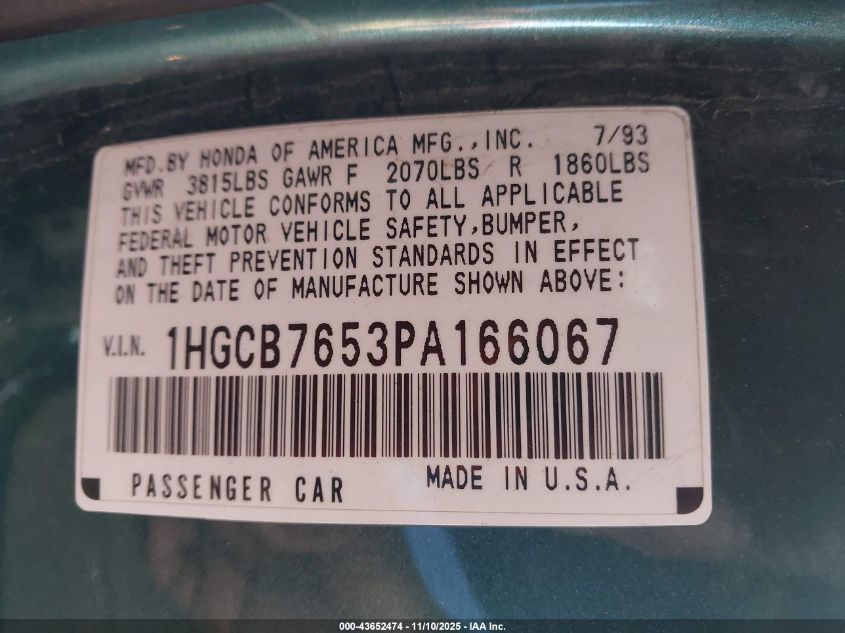 MFD.BY HONDA OF AMERICA MFG.,INC. 7/93
GVWR 3815LBS GAWR F 2070LBS R 1860LBS
THIS VEHICLE CONFORMS TO ALL APPLICABLE
FEDERAL MOTOR VEHICLE SAFETY,BUMPER,
AND THEFT PREVENTION STANDARDS IN EFFECT
ON THE DATE OF MANUFACTURE SHOWN ABOVE:
V.I.N. 1HGCB7653PA166067
PASSENGER CAR MADE IN U.S.A.
000-43652474 - 11/10/2025 - IAA Inc.